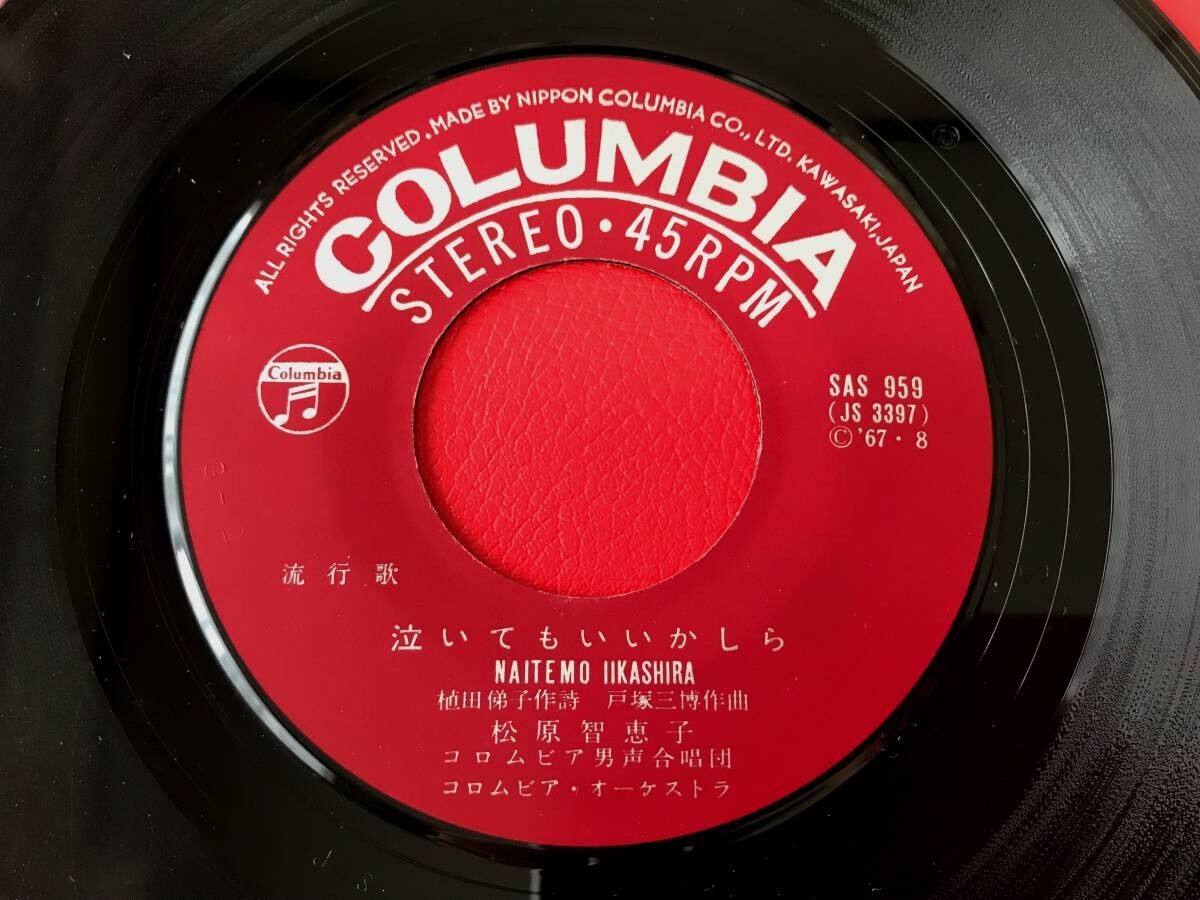 ALL RIGHTS RESERVED. MADE BY NIPPON COLUMBIA CO., LTD. KAWASAKI, JAPAN
COLUMBIA
STEREO・45RPM
Columbia
SAS 959
(JS 3397)
©'67・8
流行歌
泣いてもいいかしら
NAITEMO IIKASHIRA
植田俤子作詩 戸塚三博作曲
松原智恵子
コロムビア男声合唱団
コロムビア・オーケストラ